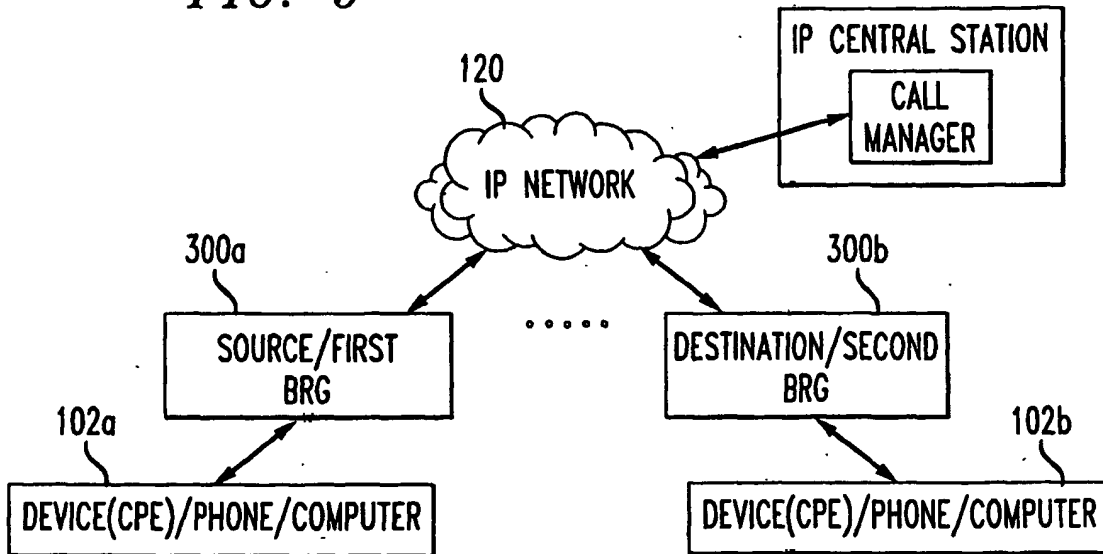 120
IP CENTRAL STATION
CALL
MANAGER
IP NETWORK
300a
300b
SOURCE/FIRST
BRG
DESTINATION/SECOND
BRG
102a
102b
DEVICE(CPE)/PHONE/COMPUTER
DEVICE(CPE)/PHONE/COMPUTER